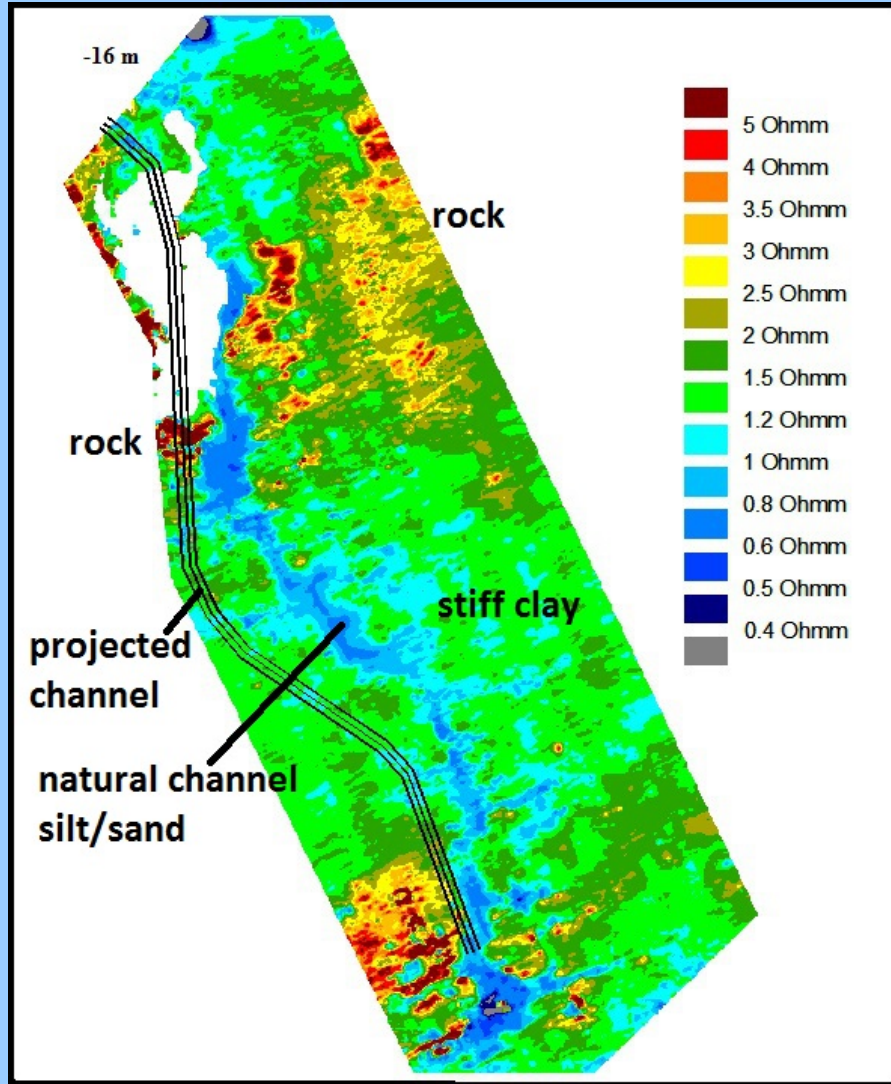 -16 m
5 Ohmm
4 Ohmm
3.5 Ohmm
rock
3 Ohmm
2.5 Ohmm
2 Ohmm
1.5 Ohmm
1.2 Ohmm
rock
1 Ohmm
0.8 Ohmm
0.6 Ohmm
0.5 Ohmm
0.4 Ohmm
stiff clay
projected
channel
natural channel
silt/sand